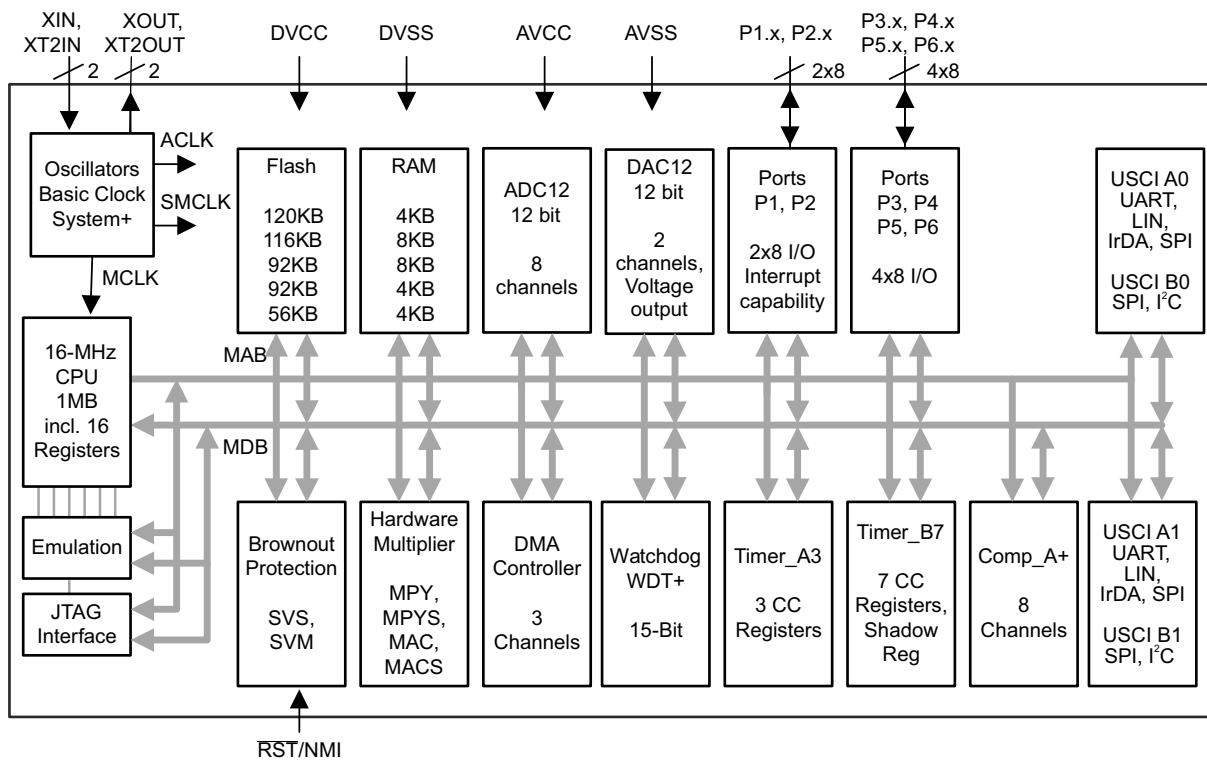 XIN,
XT2IN
2
XOUT,
XT2OUT
2
DVCC
DVSS
AVCC
AVSS
P1.x, P2.x
2x8
P3.x, P4.x
P5.x, P6.x
4x8
Oscillators
Basic Clock
System+
ACLK
SMCLK
MCLK
Flash
120KB
116KB
92KB
92KB
56KB
RAM
4KB
8KB
8KB
4KB
4KB
ADC12
12 bit
8
channels
DAC12
12 bit
2
channels,
Voltage
output
Ports
P1, P2
2x8 I/O
Interrupt
capability
Ports
P3, P4
P5, P6
4x8 I/O
USCI A0
UART,
LIN,
IrDA, SPI
USCI B0
SPI, I²C
16-MHz
CPU
1MB
incl. 16
Registers
MAB
MDB
Emulation
JTAG
Interface
Brownout
Protection
SVS,
SVM
Hardware
Multiplier
MPY,
MPYS,
MAC,
MACS
DMA
Controller
3
Channels
Watchdog
WDT+
15-Bit
Timer_A3
3 CC
Registers
Timer_B7
7 CC
Registers,
Shadow
Reg
Comp_A+
8
Channels
USCI A1
UART,
LIN,
IrDA, SPI
USCI B1
SPI, I²C
RST/NMI